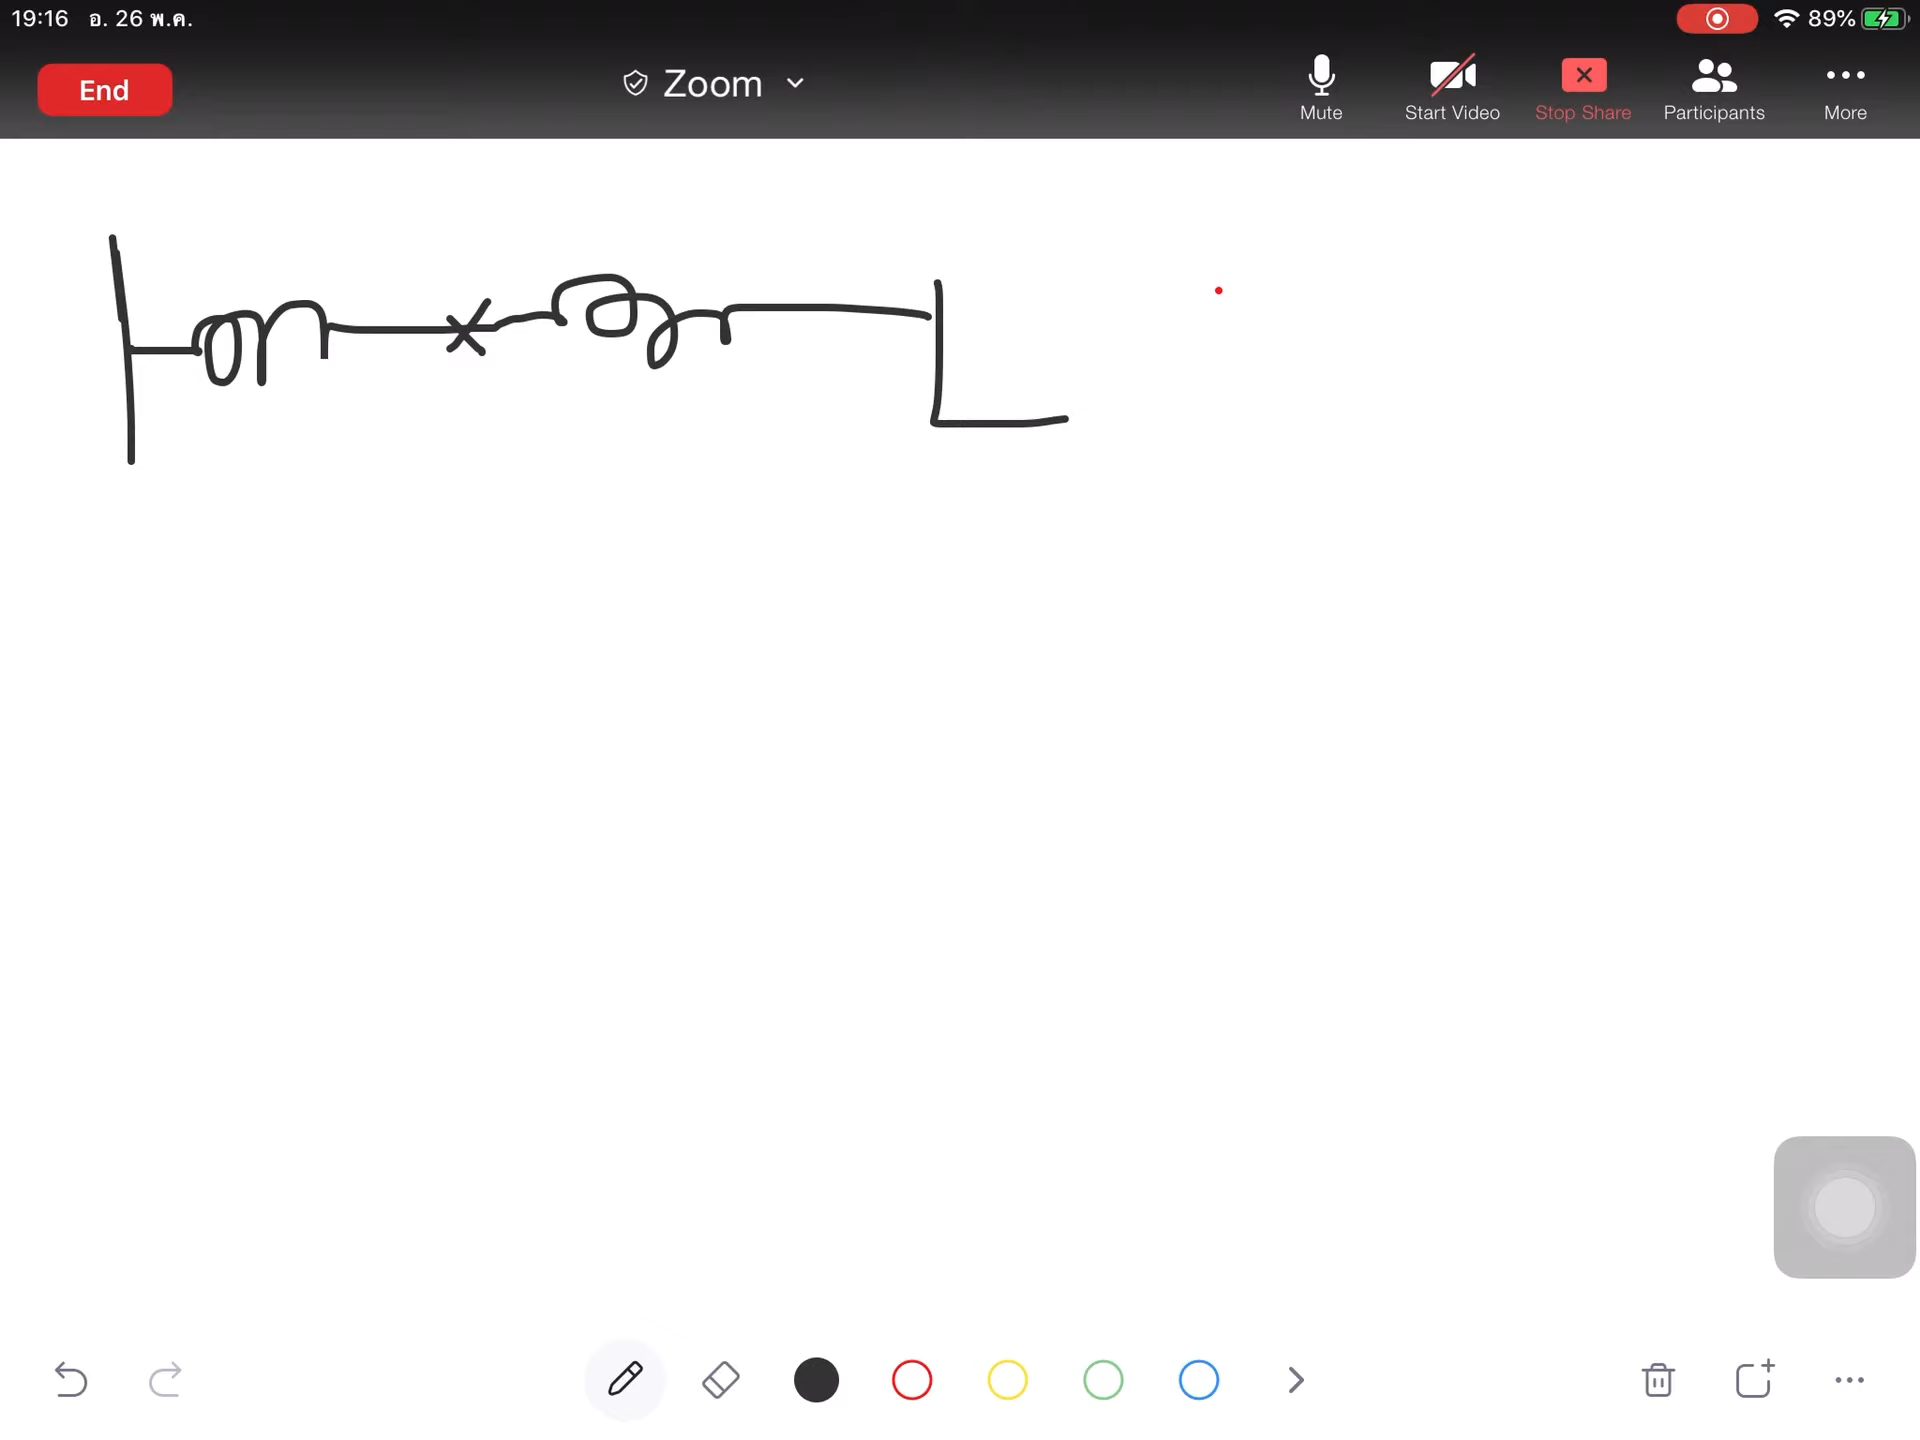 19:16 อ. 26 พ.ค.
89%
End
Zoom
Mute
Start Video
Stop Share
Participants
More